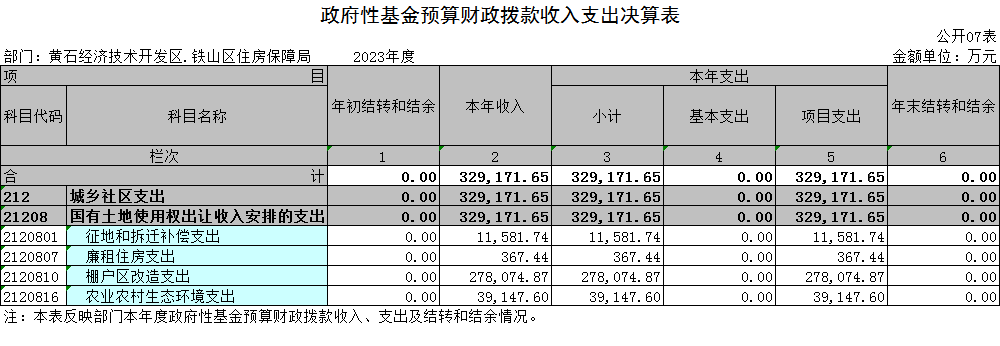 政府性基金预算财政拨款收入支出决算表
公开07表
部门：黄石经济技术开发区.铁山区住房保障局 2023年度 金额单位：万元
项 目 年初结转和结余 本年收入 本年支出 年末结转和结余
科目代码 科目名称 小计 基本支出 项目支出
栏次 1 2 3 4 5 6
合 计 0.00 329,171.65 329,171.65 0.00 329,171.65 0.00
212 城乡社区支出 0.00 329,171.65 329,171.65 0.00 329,171.65 0.00
21208 国有土地使用权出让收入安排的支出 0.00 329,171.65 329,171.65 0.00 329,171.65 0.00
2120801 征地和拆迁补偿支出 0.00 11,581.74 11,581.74 0.00 11,581.74 0.00
2120807 廉租住房支出 0.00 367.44 367.44 0.00 367.44 0.00
2120810 棚户区改造支出 0.00 278,074.87 278,074.87 0.00 278,074.87 0.00
2120816 农业农村生态环境支出 0.00 39,147.60 39,147.60 0.00 39,147.60 0.00
注：本表反映部门本年度政府性基金预算财政拨款收入、支出及结转和结余情况。